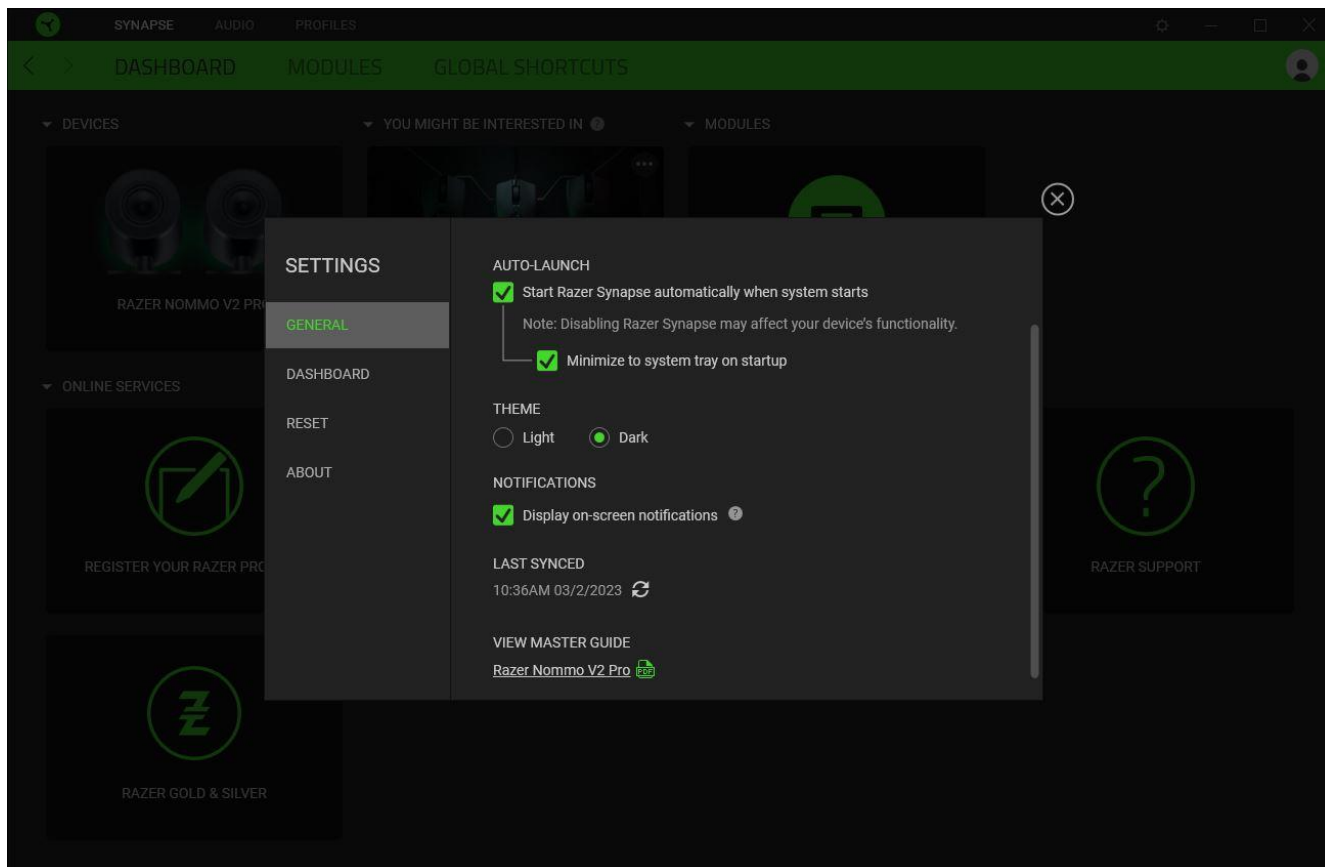 SYNAPSE AUDIO PROFILES
DASHBOARD MODULES GLOBAL SHORTCUTS
DEVICES
YOU MIGHT BE INTERESTED IN ?
MODULES
RAZER NOMMO V2 PR
ONLINE SERVICES
REGISTER YOUR RAZER PRO
RAZER SUPPORT
RAZER GOLD & SILVER
SETTINGS
GENERAL
DASHBOARD
RESET
ABOUT
AUTO-LAUNCH
Start Razer Synapse automatically when system starts
Note: Disabling Razer Synapse may affect your device’s functionality.
Minimize to system tray on startup
THEME
Light Dark
NOTIFICATIONS
Display on-screen notifications ?
LAST SYNCED
10:36AM 03/2/2023
VIEW MASTER GUIDE
Razer Nommo V2 Pro PDF